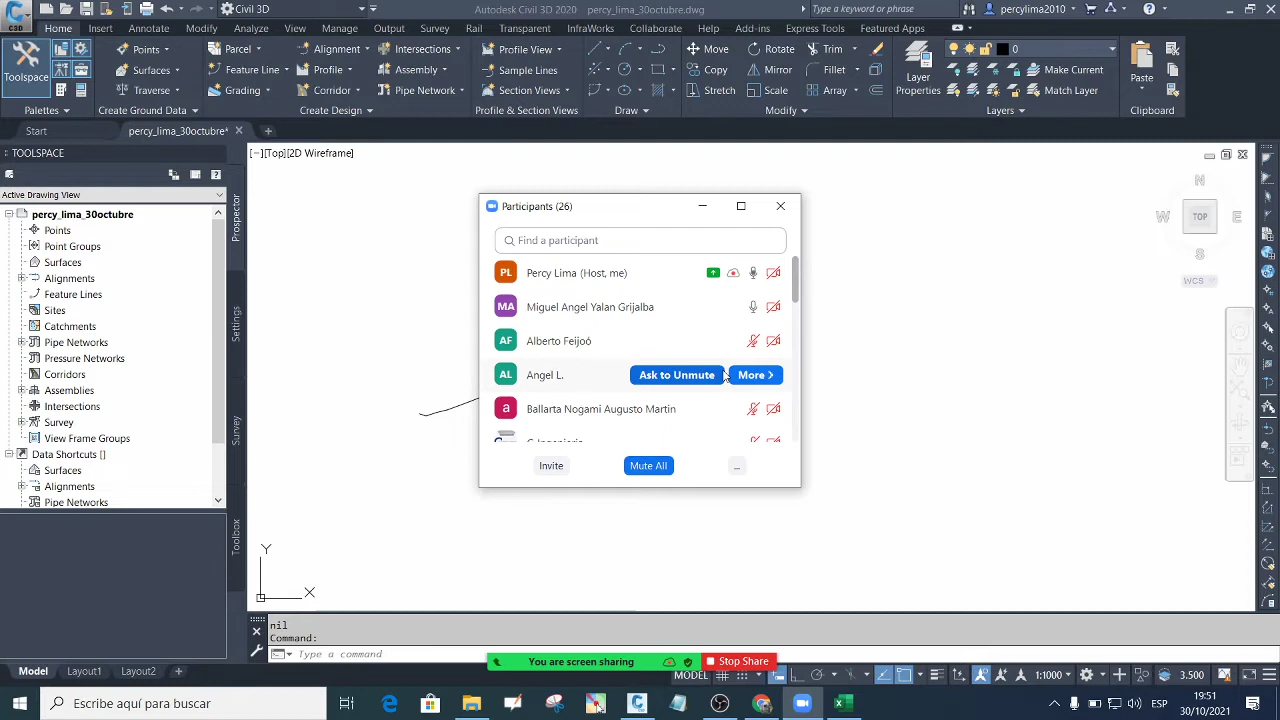 C3D
Civil 3D
Autodesk Civil 3D 2020 percy_lima_30octubre.dwg
Type a keyword or phrase
percylima2010
Home Insert Annotate Modify Analyze View Manage Output Survey Rail Transparent InfraWorks Collaborate Help Add-ins Express Tools Featured Apps
Toolspace
Points
Surfaces
Traverse
Parcel
Feature Line
Grading
Alignment
Profile
Corridor
Intersections
Assembly
Pipe Network
Profile View
Sample Lines
Section Views
Move Rotate Trim
Copy Mirror Fillet
Stretch Scale Array
Layer
Properties
0
Make Current
Match Layer
Paste
Palettes Create Ground Data Create Design Profile & Section Views Draw Modify Layers Clipboard
Start percy_lima_30octubre*
TOOLSPACE
Active Drawing View
percy_lima_30octubre
Points
Point Groups
Surfaces
Alignments
Feature Lines
Sites
Catchments
Pipe Networks
Pressure Networks
Corridors
Assemblies
Intersections
Survey
View Frame Groups
Data Shortcuts []
Surfaces
Alignments
Pipe Networks
Prospector
Settings
Survey
Toolbox
[−][Top][2D Wireframe]
N
W TOP E
S
WCS
Participants (26)
Find a participant
PL Percy Lima (Host, me)
MA Miguel Angel Yalan Grijalba
AF Alberto Feijoó
AL Angel L. Ask to Unmute More
a Ballarta Nogami Augusto Martin
Invite Mute All ...
Y
X
nil
Command:
Type a command
You are screen sharing Stop Share
Model Layout1 Layout2
MODEL 1:1000 3.500
Escribe aquí para buscar
19:51
30/10/2021